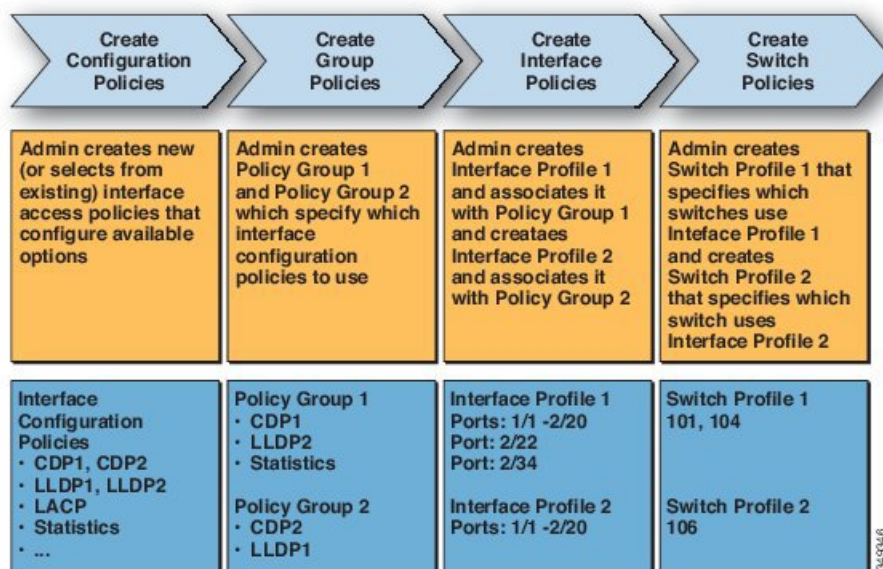 Create
Configuration
Policies
Create
Group
Policies
Create
Interface
Policies
Create
Switch
Policies
Admin creates new
(or selects from
existing) interface
access policies that
configure available
options
Admin creates
Policy Group 1
and Policy Group 2
which specify which
interface
configuration
policies to use
Admin creates
Interface Profile 1
and associates it
with Policy Group 1
and creataes
Interface Profile 2
and associates it
with Policy Group 2
Admin creates
Switch Profile 1 that
specifies which
switches use
Inteface Profile 1
and creates
Switch Profile 2
that specifies which
switch uses
Interface Profile 2
Interface
Configuration
Policies
· CDP1, CDP2
· LLDP1, LLDP2
· LACP
· Statistics
· ...
Policy Group 1
· CDP1
· LLDP2
· Statistics
Policy Group 2
· CDP2
· LLDP1
Interface Profile 1
Ports: 1/1 -2/20
Port: 2/22
Port: 2/34
Interface Profile 2
Ports: 1/1 -2/20
Switch Profile 1
101, 104
Switch Profile 2
106